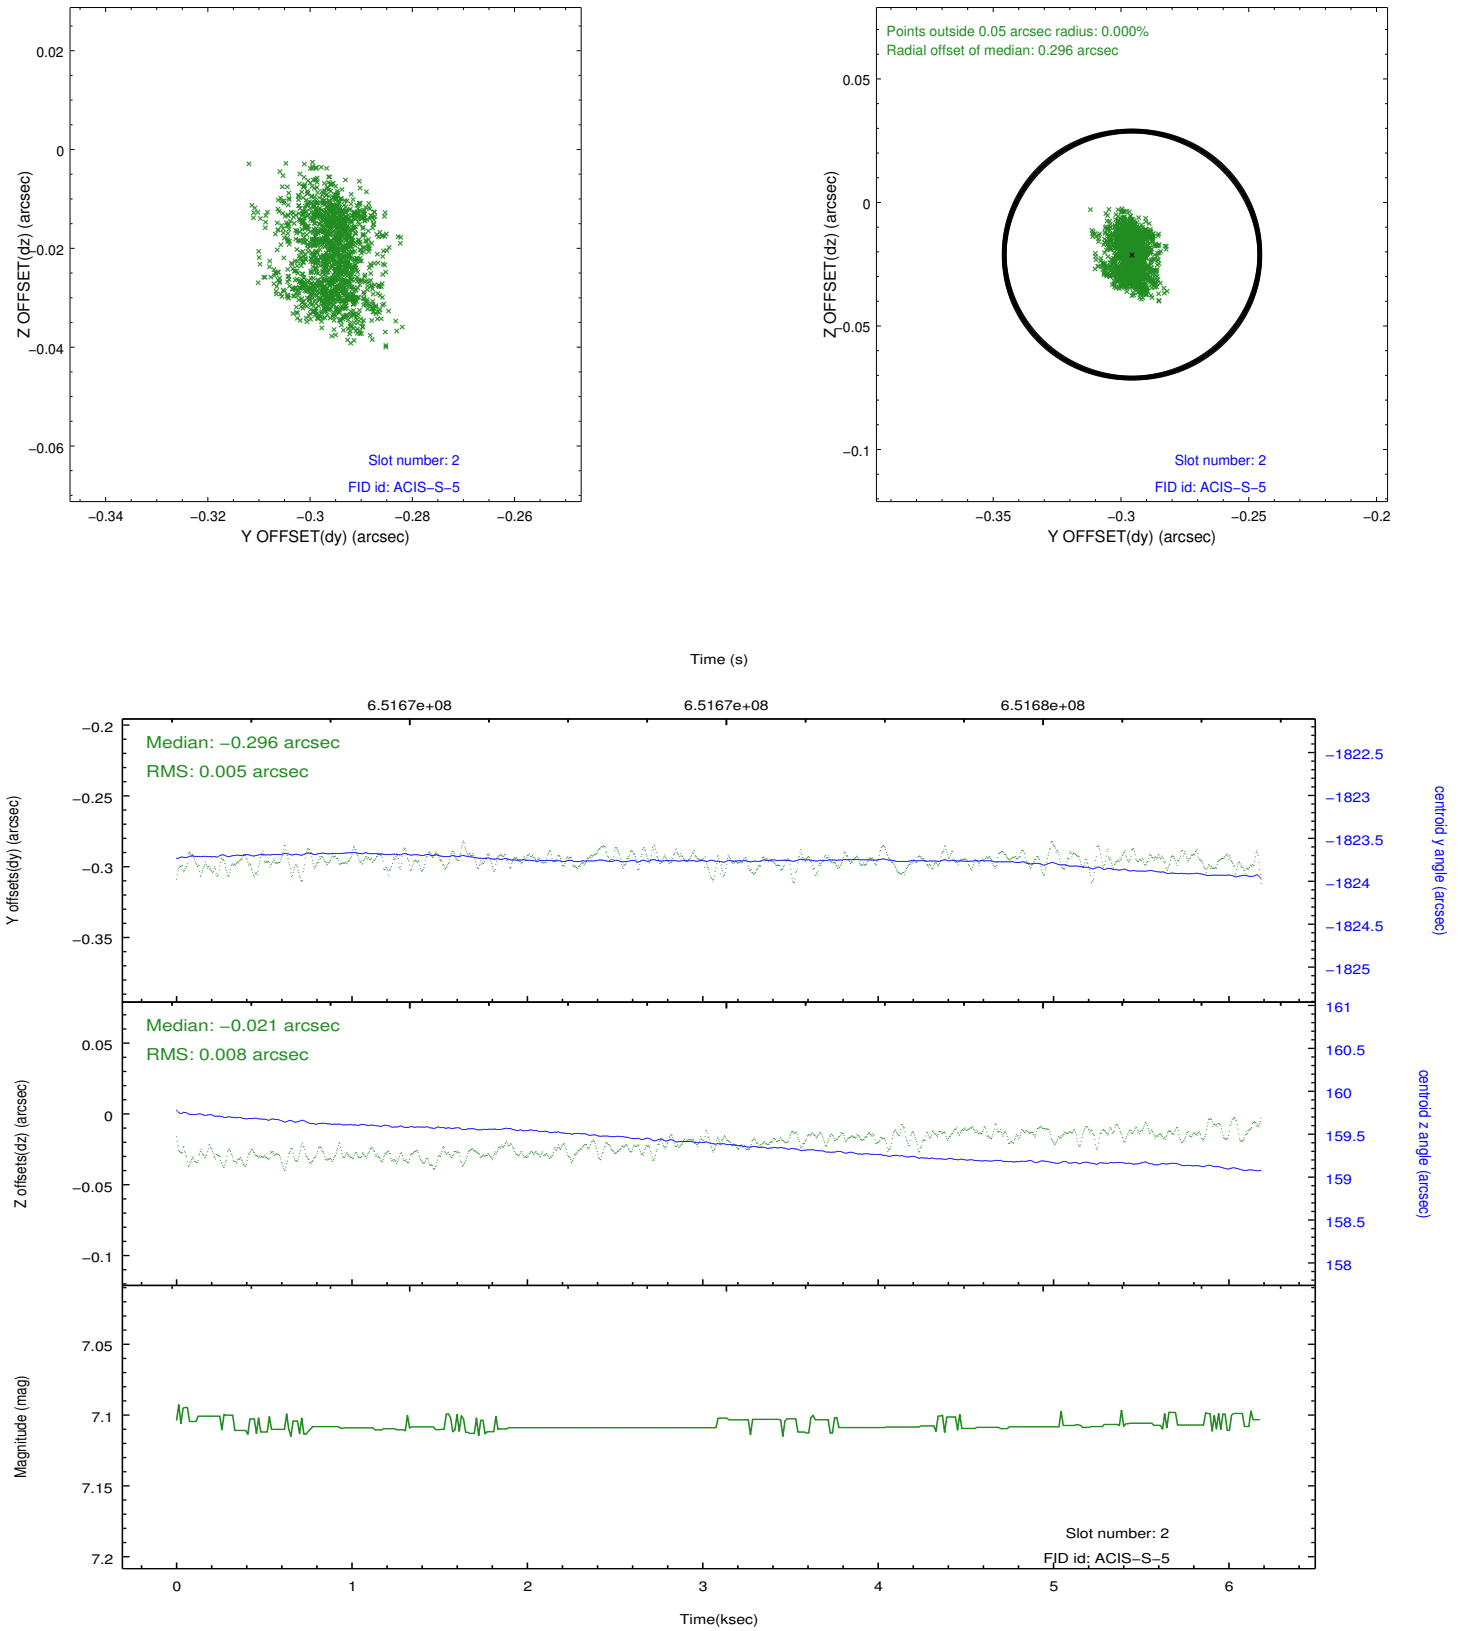 0.02
0
−0.02
−0.04
−0.06
Z OFFSET(dz) (arcsec)
Slot number: 2
FID id: ACIS−S−5
−0.34
−0.32
−0.3
−0.28
−0.26
Y OFFSET(dy) (arcsec)
Points outside 0.05 arcsec radius: 0.000%
Radial offset of median: 0.296 arcsec
0.05
0
−0.05
−0.1
Z OFFSET(dz) (arcsec)
Slot number: 2
FID id: ACIS−S−5
−0.35
−0.3
−0.25
−0.2
Y OFFSET(dy) (arcsec)
Time (s)
6.5167e+08
6.5167e+08
6.5168e+08
Median: −0.296 arcsec
RMS: 0.005 arcsec
−0.2
−0.25
−0.3
−0.35
Y offsets(dy) (arcsec)
−1822.5
−1823
−1823.5
−1824
−1824.5
−1825
centroid y angle (arcsec)
Median: −0.021 arcsec
RMS: 0.008 arcsec
0.05
0
−0.05
−0.1
Z offsets(dz) (arcsec)
161
160.5
160
159.5
159
158.5
158
centroid z angle (arcsec)
7.05
7.1
7.15
7.2
Magnitude (mag)
Slot number: 2
FID id: ACIS−S−5
0
1
2
3
4
5
6
Time(ksec)